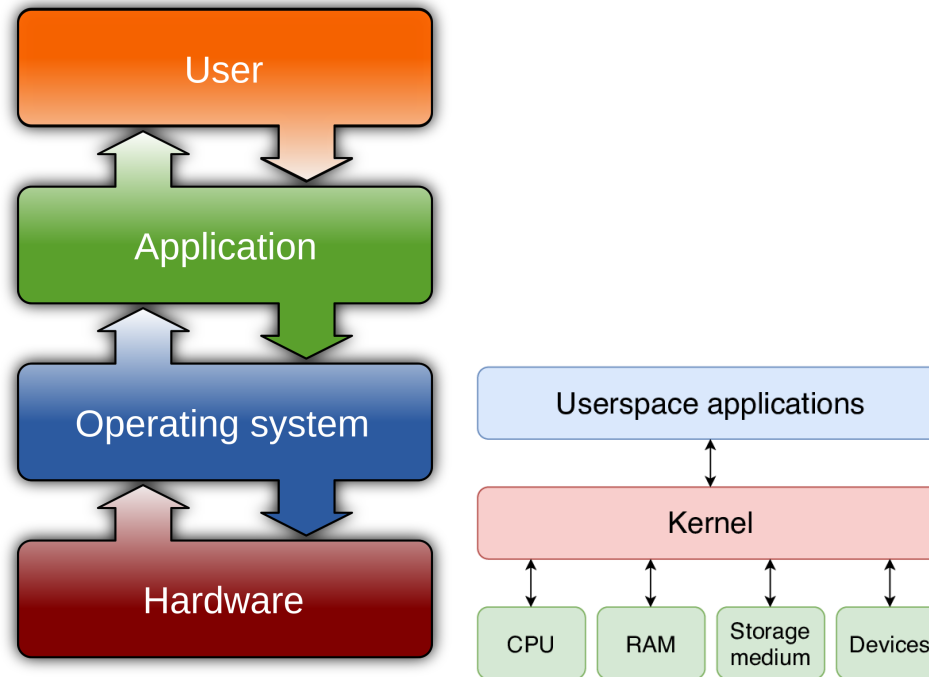 User
Application
Operating system
Hardware
Userspace applications
Kernel
CPU
RAM
Storage
medium
Devices